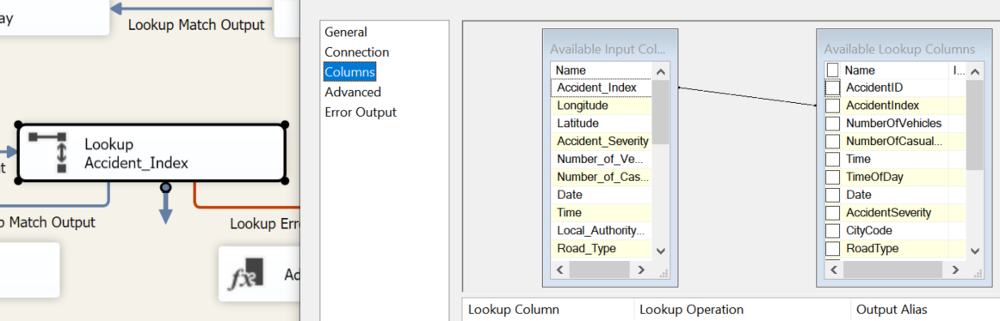 ay
Lookup Match Output
Lookup
Accident_Index
Match Output
Lookup Err
General
Connection
Columns
Advanced
Error Output
Available Input Col...
Name
Accident_Index
Longitude
Latitude
Accident_Severity
Number_of_Ve...
Number_of_Cas...
Date
Time
Local_Authority...
Road_Type
Available Lookup Columns
Name I...
AccidentID
AccidentIndex
NumberOfVehicles
NumberOfCasual...
Time
TimeOfDay
Date
AccidentSeverity
CityCode
RoadType
Lookup Column Lookup Operation Output Alias